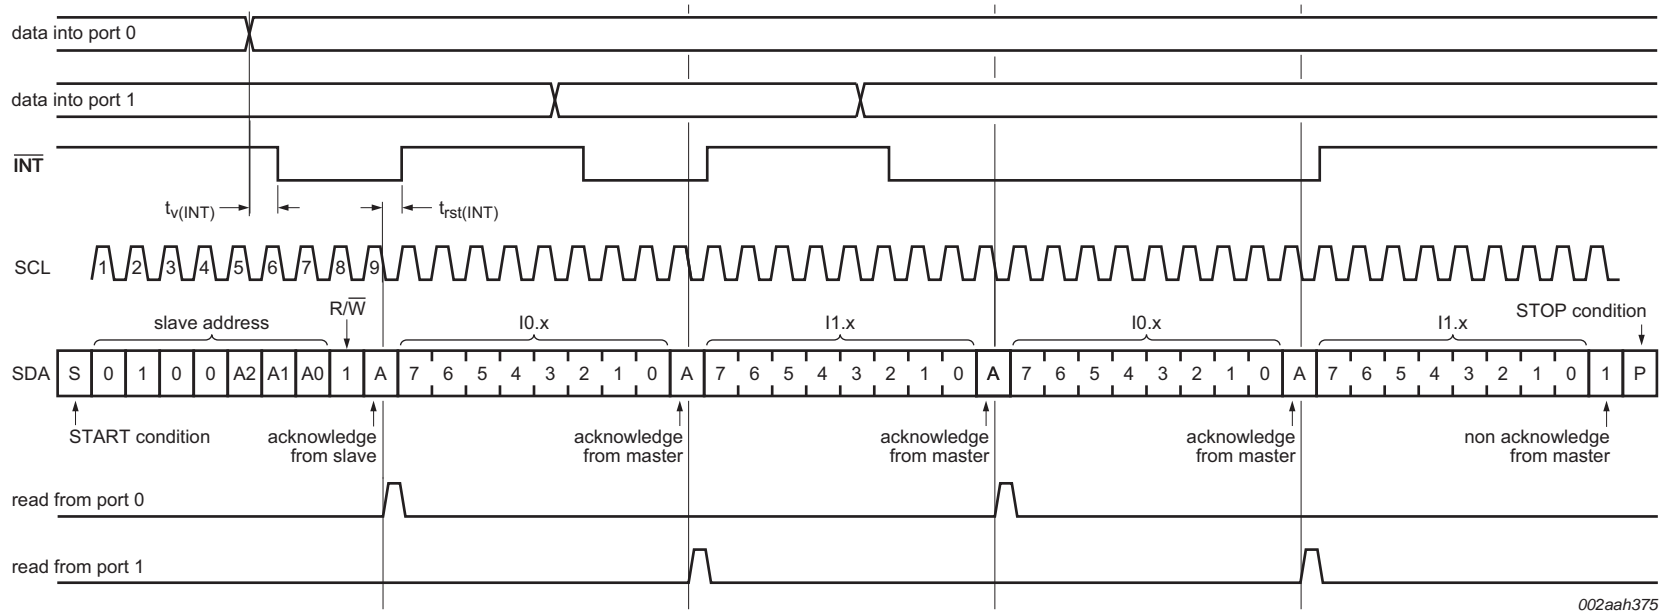 data into port 0
data into port 1
INT
tv(INT)
trst(INT)
SCL
1 2 3 4 5 6 7 8 9
R/W
slave address
I0.x
I1.x
I0.x
I1.x
STOP condition
SDA S 0 1 0 0 A2 A1 A0 1 A 7 6 5 4 3 2 1 0 A 7 6 5 4 3 2 1 0 A 7 6 5 4 3 2 1 0 A 7 6 5 4 3 2 1 0 1 P
START condition
acknowledge
from slave
acknowledge
from master
acknowledge
from master
acknowledge
from master
non acknowledge
from master
read from port 0
read from port 1
002aah375